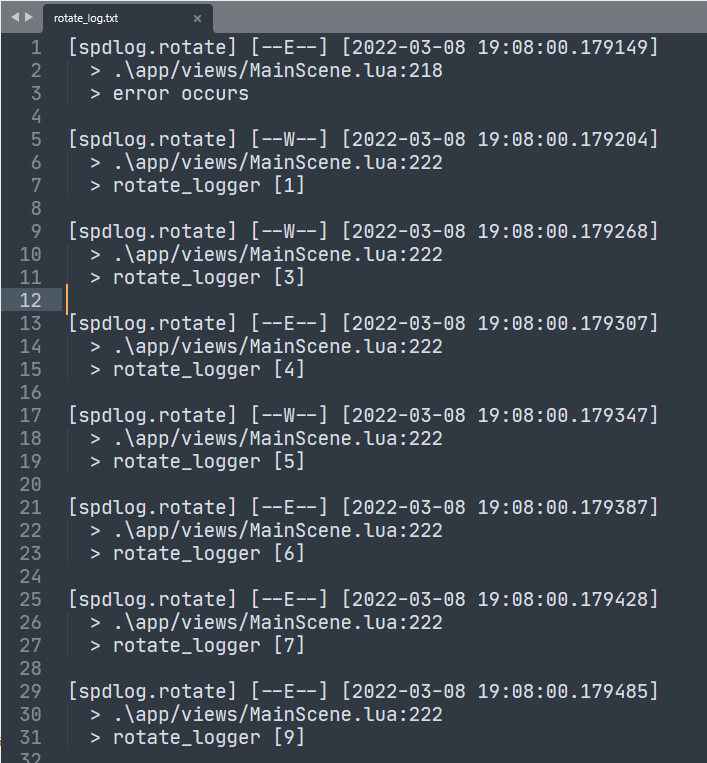 rotate_log.txt ×
1 [spdlog.rotate] [--E--] [2022-03-08 19:08:00.179149]
2 > .\app/views/MainScene.lua:218
3 > error occurs
4
5 [spdlog.rotate] [--W--] [2022-03-08 19:08:00.179204]
6 > .\app/views/MainScene.lua:222
7 > rotate_logger [1]
8
9 [spdlog.rotate] [--W--] [2022-03-08 19:08:00.179268]
10 > .\app/views/MainScene.lua:222
11 > rotate_logger [3]
12
13 [spdlog.rotate] [--E--] [2022-03-08 19:08:00.179307]
14 > .\app/views/MainScene.lua:222
15 > rotate_logger [4]
16
17 [spdlog.rotate] [--W--] [2022-03-08 19:08:00.179347]
18 > .\app/views/MainScene.lua:222
19 > rotate_logger [5]
20
21 [spdlog.rotate] [--E--] [2022-03-08 19:08:00.179387]
22 > .\app/views/MainScene.lua:222
23 > rotate_logger [6]
24
25 [spdlog.rotate] [--E--] [2022-03-08 19:08:00.179428]
26 > .\app/views/MainScene.lua:222
27 > rotate_logger [7]
28
29 [spdlog.rotate] [--E--] [2022-03-08 19:08:00.179485]
30 > .\app/views/MainScene.lua:222
31 > rotate_logger [9]
32